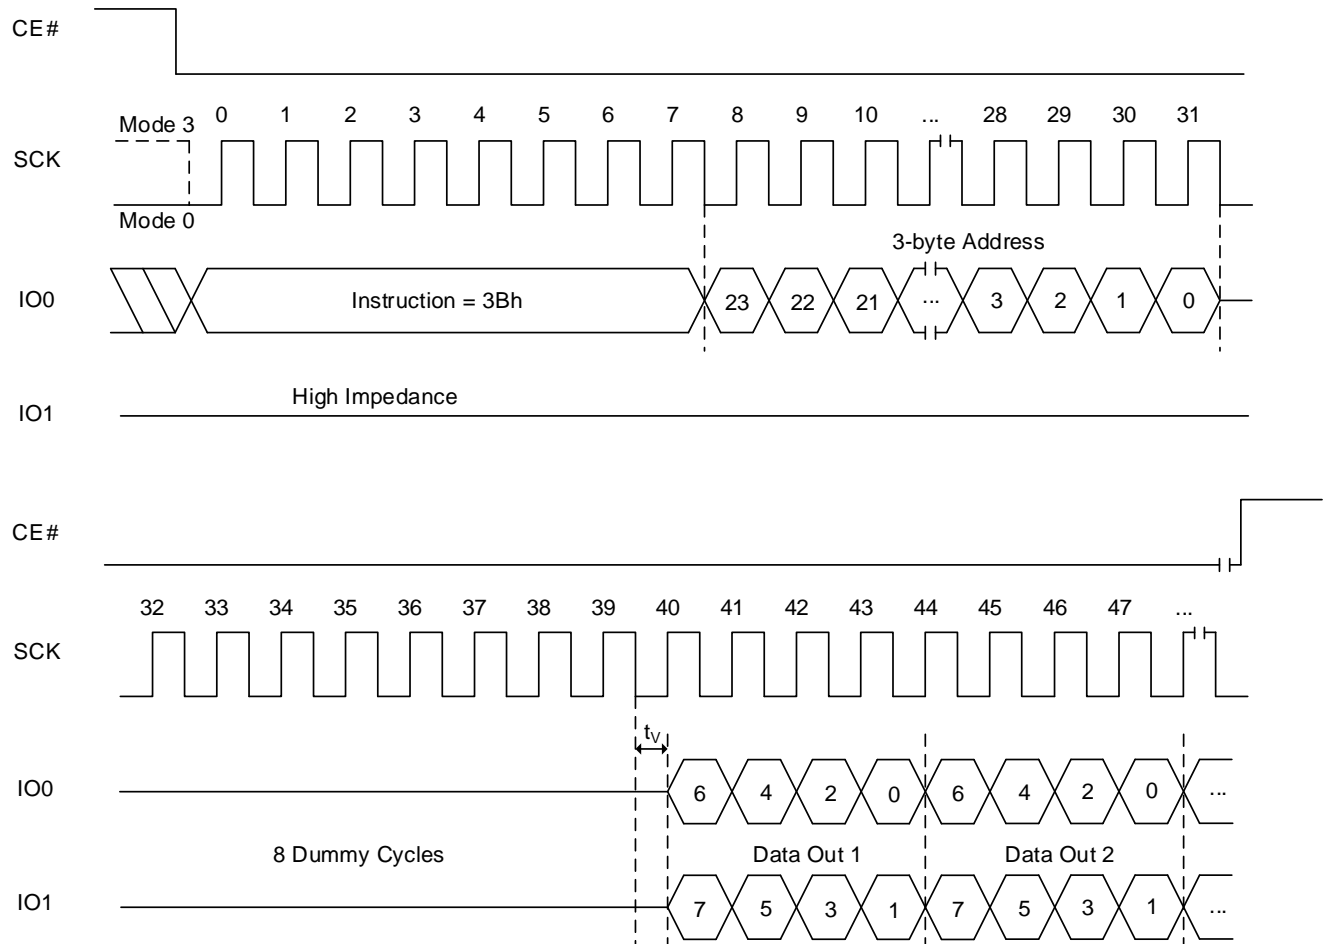 CE#
Mode 3
0 1 2 3 4 5 6 7 8 9 10 ... 28 29 30 31
SCK
Mode 0
3-byte Address
IO0
Instruction = 3Bh
23 22 21 ... 3 2 1 0
High Impedance
IO1
CE#
32 33 34 35 36 37 38 39 40 41 42 43 44 45 46 47 ...
SCK
tV
IO0
6 4 2 0 6 4 2 0 ...
8 Dummy Cycles
Data Out 1
Data Out 2
IO1
7 5 3 1 7 5 3 1 ...